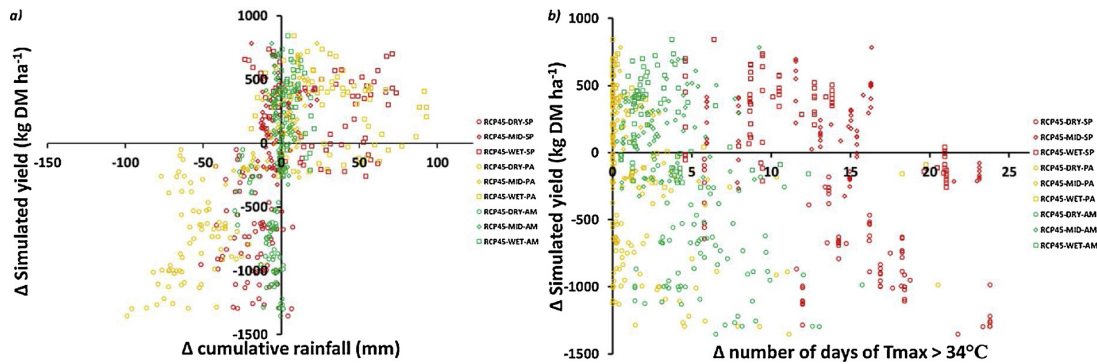 a)
Δ Simulated yield (kg DM ha⁻¹)
1000
500
0
-500
-1000
-1500
-150
-100
-50
0
50
100
Δ cumulative rainfall (mm)
RCP45-DRY-SP
RCP45-MID-SP
RCP45-WET-SP
RCP45-DRY-PA
RCP45-MID-PA
RCP45-WET-PA
RCP45-DRY-AM
RCP45-MID-AM
RCP45-WET-AM
b)
Δ Simulated yield (kg DM ha⁻¹)
1000
500
0
-500
-1000
-1500
0
5
10
15
20
25
Δ number of days of Tmax > 34°C
RCP45-DRY-SP
RCP45-MID-SP
RCP45-WET-SP
RCP45-DRY-PA
RCP45-MID-PA
RCP45-WET-PA
RCP45-DRY-AM
RCP45-MID-AM
RCP45-WET-AM